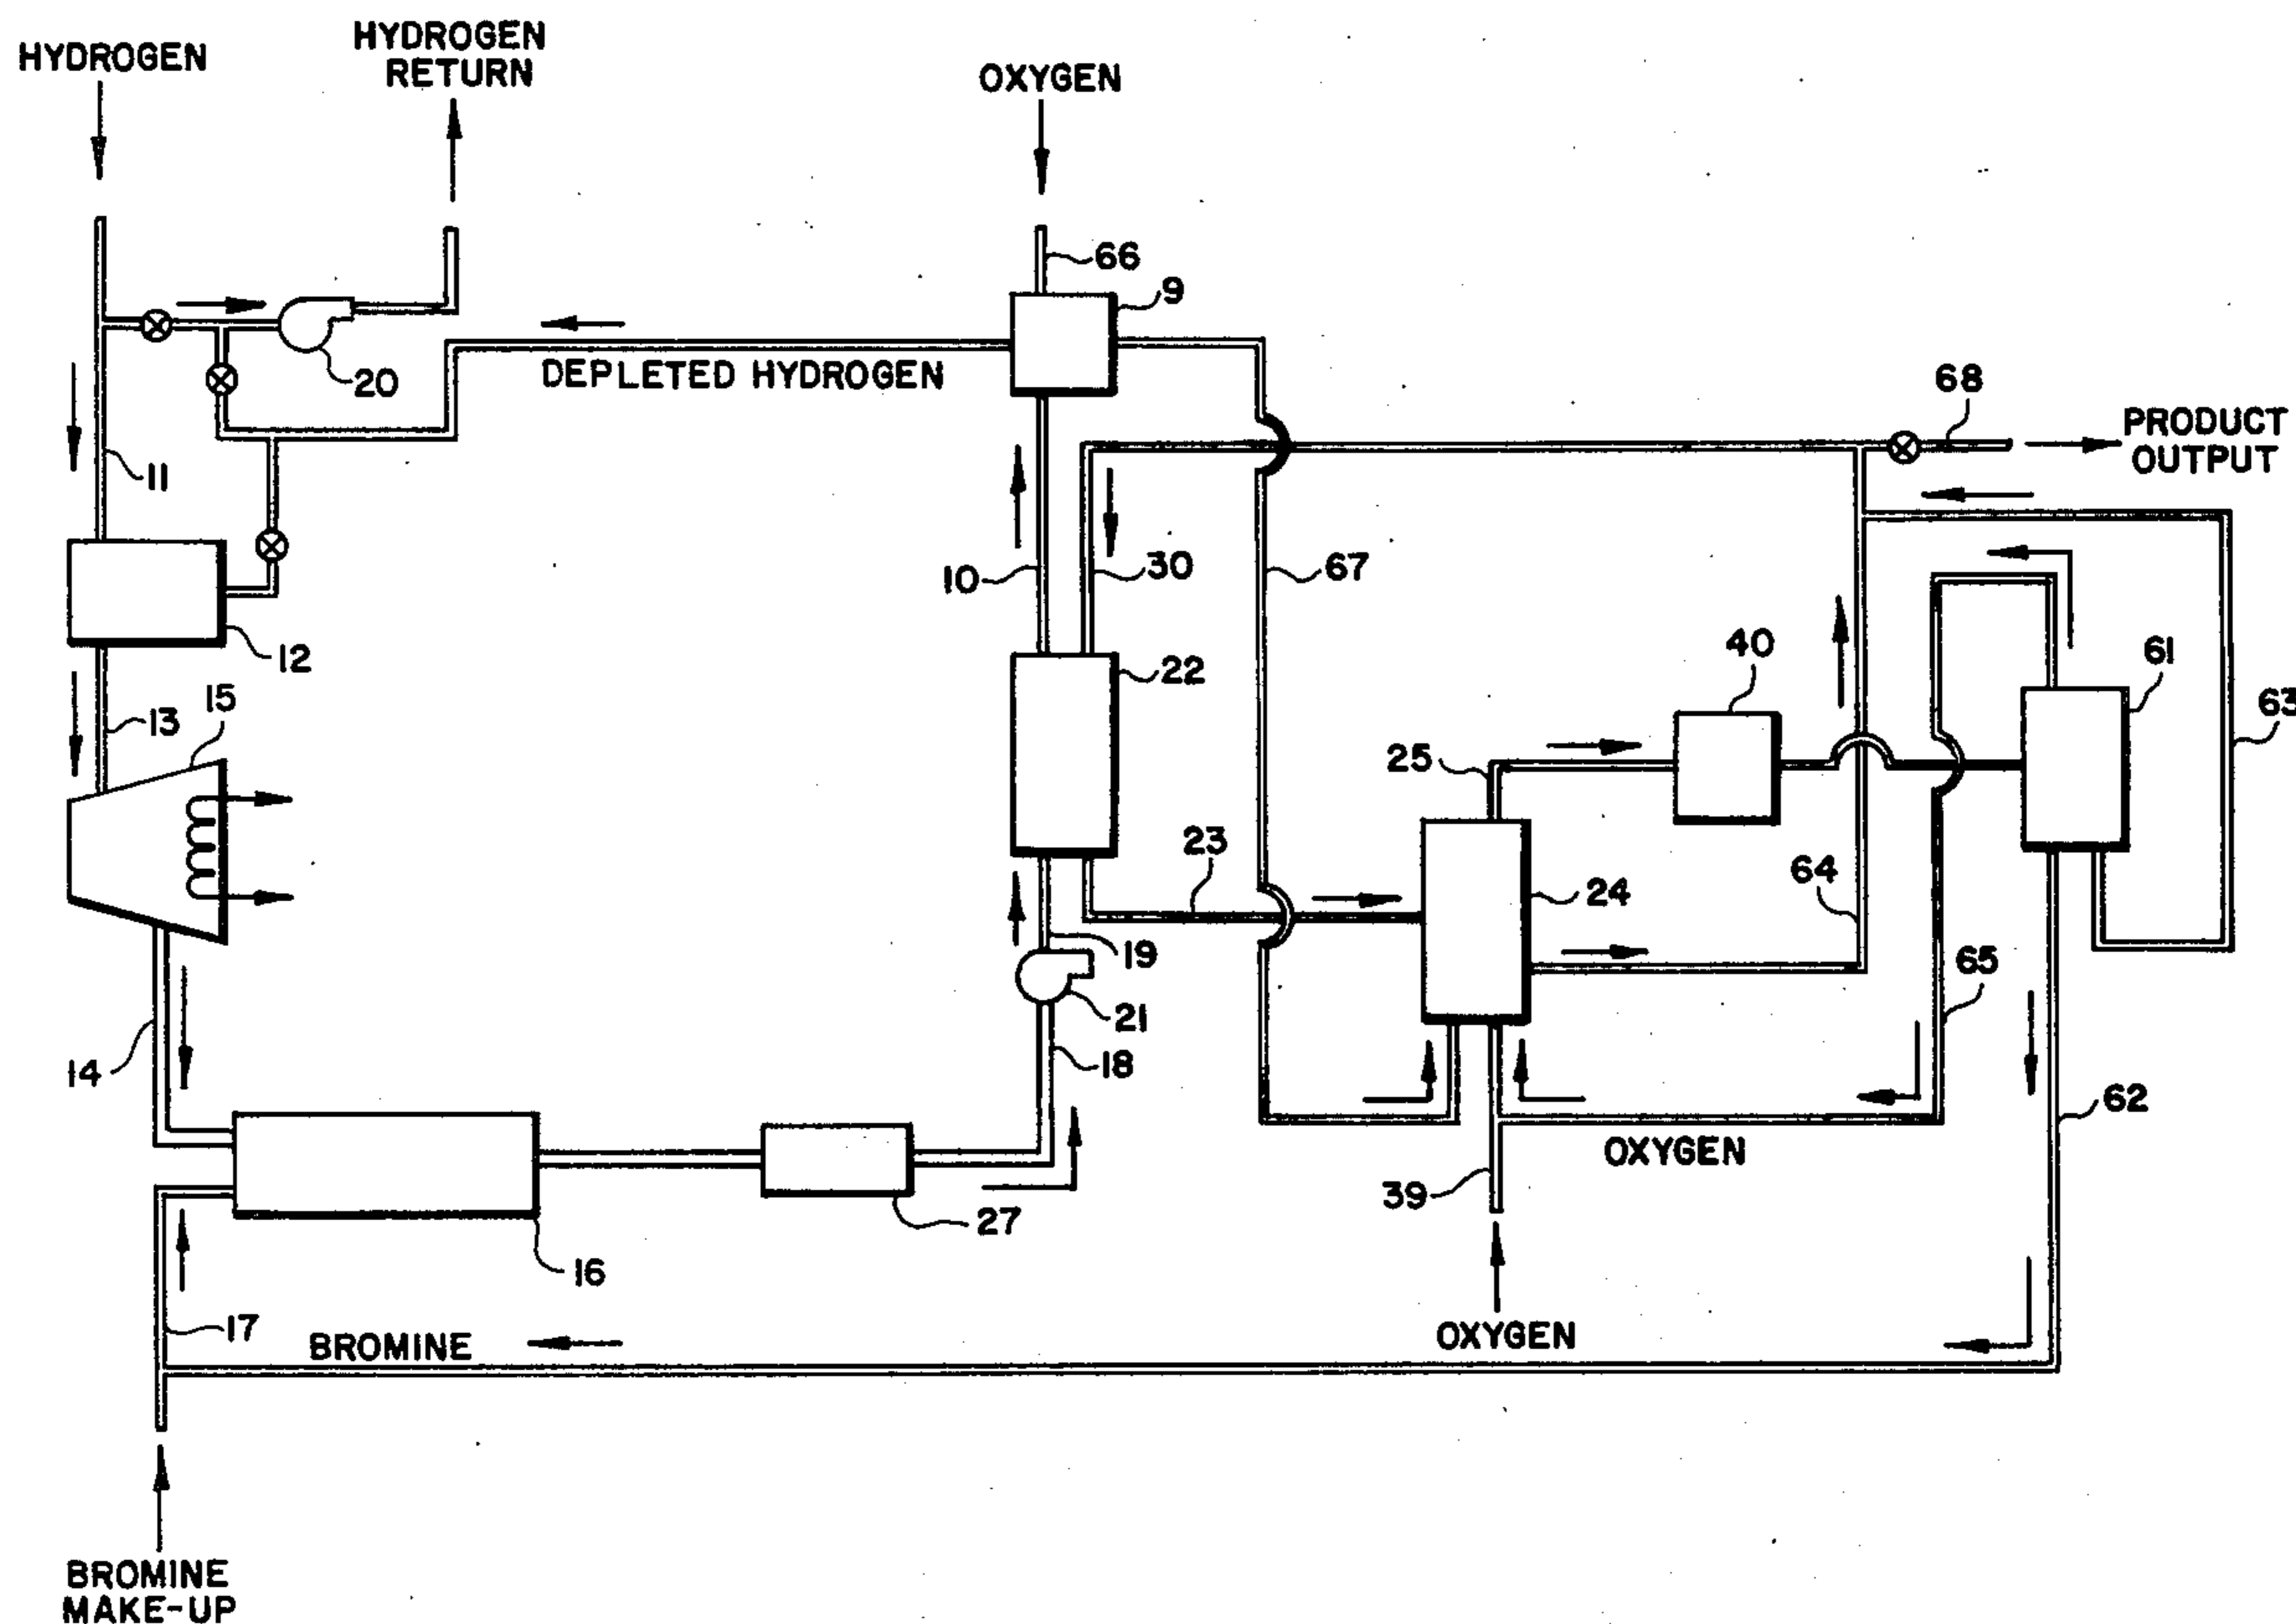 HYDROGEN
HYDROGEN
RETURN
OXYGEN
66
9
20
DEPLETED HYDROGEN
68
PRODUCT
OUTPUT
11
10
30
67
12
22
40
61
63
13
15
25
23
24
64
19
65
21
14
18
62
OXYGEN
39
27
16
17
BROMINE
OXYGEN
BROMINE
MAKE-UP